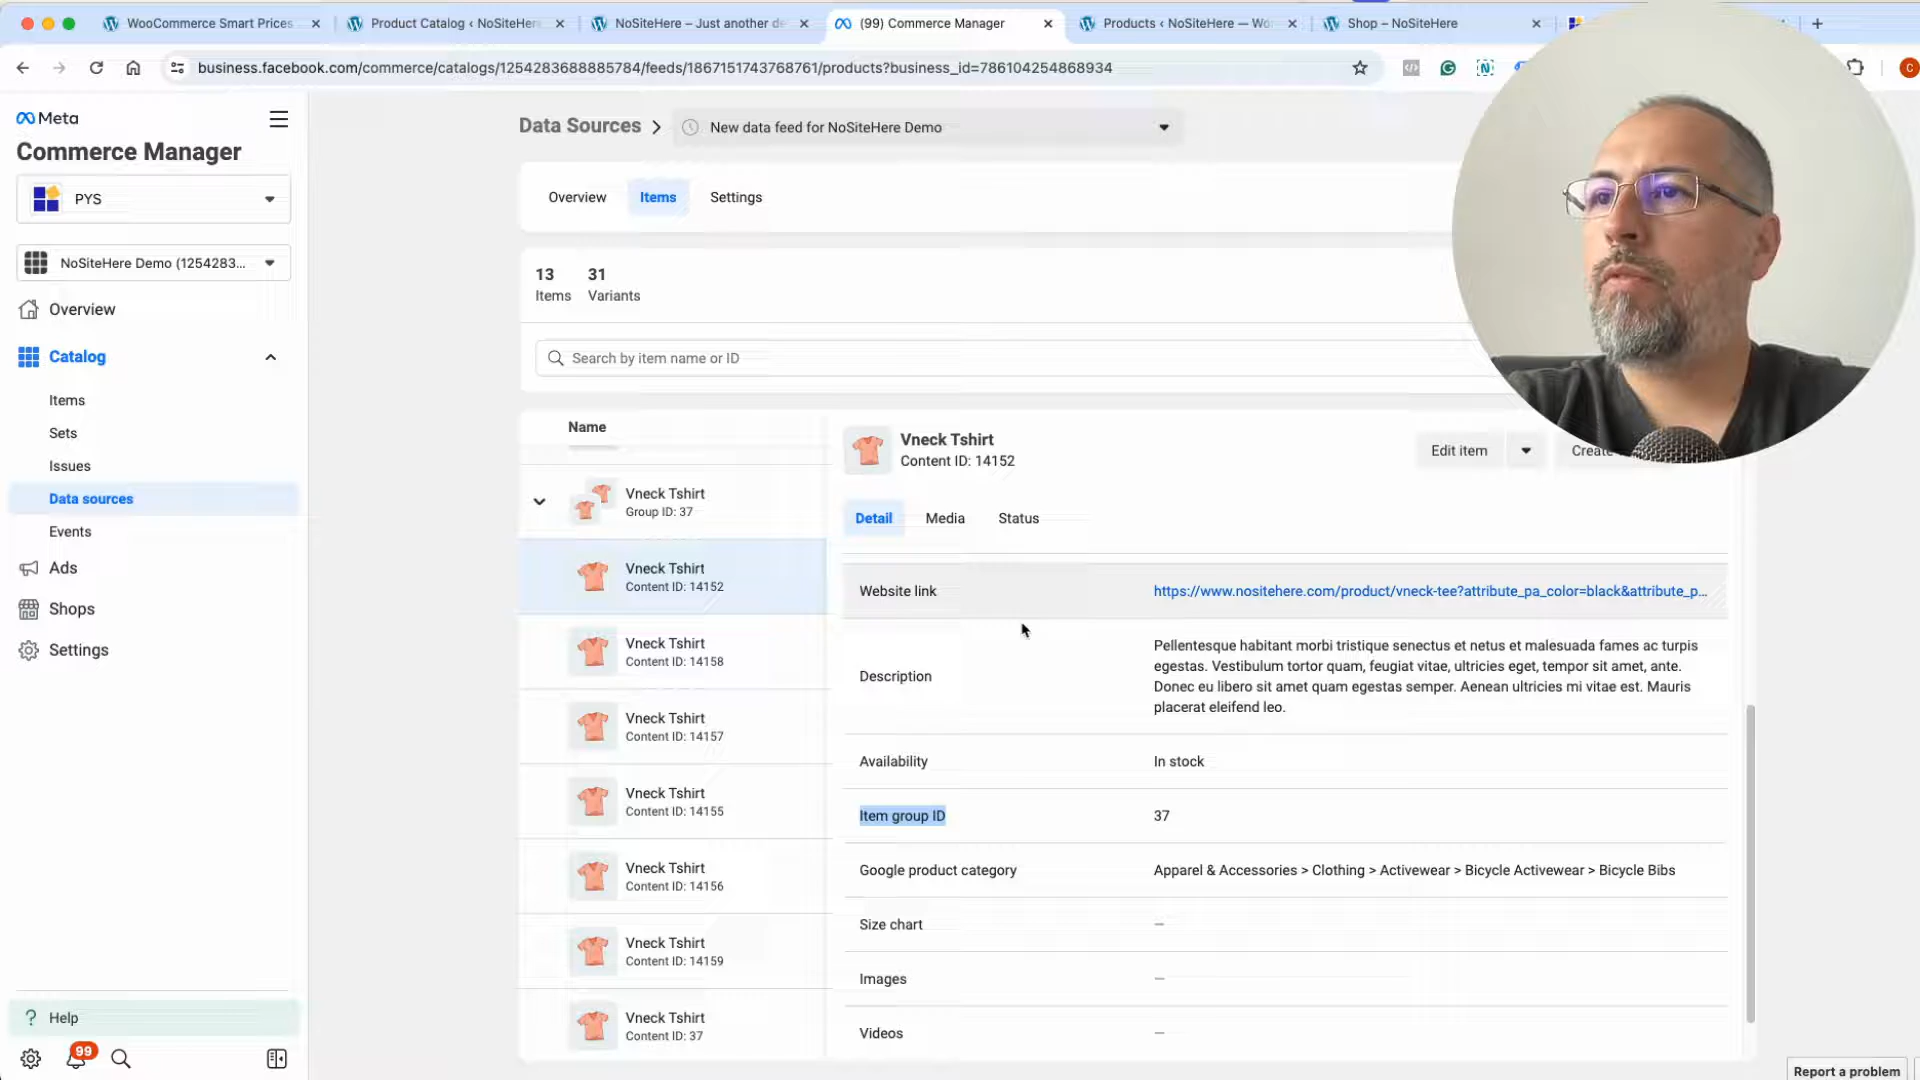 WooCommerce Smart Prices
Product Catalog ‹ NoSiteHere
NoSiteHere – Just another de
(99) Commerce Manager
Products ‹ NoSiteHere — Wo
Shop – NoSiteHere
business.facebook.com/commerce/catalogs/1254283688885784/feeds/1867151743768761/products?business_id=786104254868934
C
Meta
Commerce Manager
PYS
NoSiteHere Demo (1254283...
Overview
Catalog
Items
Sets
Issues
Data sources
Events
Ads
Shops
Settings
? Help
99
Data Sources
New data feed for NoSiteHere Demo
Overview
Items
Settings
13
Items
31
Variants
Search by item name or ID
Name
Vneck Tshirt
Group ID: 37
Vneck Tshirt
Content ID: 14152
Vneck Tshirt
Content ID: 14158
Vneck Tshirt
Content ID: 14157
Vneck Tshirt
Content ID: 14155
Vneck Tshirt
Content ID: 14156
Vneck Tshirt
Content ID: 14159
Vneck Tshirt
Content ID: 37
Vneck Tshirt
Content ID: 14152
Edit item
Create
Detail
Media
Status
Website link
https://www.nositehere.com/product/vneck-tee?attribute_pa_color=black&attribute_p...
Description
Pellentesque habitant morbi tristique senectus et netus et malesuada fames ac turpis
egestas. Vestibulum tortor quam, feugiat vitae, ultricies eget, tempor sit amet, ante.
Donec eu libero sit amet quam egestas semper. Aenean ultricies mi vitae est. Mauris
placerat eleifend leo.
Availability
In stock
Item group ID
37
Google product category
Apparel & Accessories > Clothing > Activewear > Bicycle Activewear > Bicycle Bibs
Size chart
—
Images
—
Videos
—
Report a problem